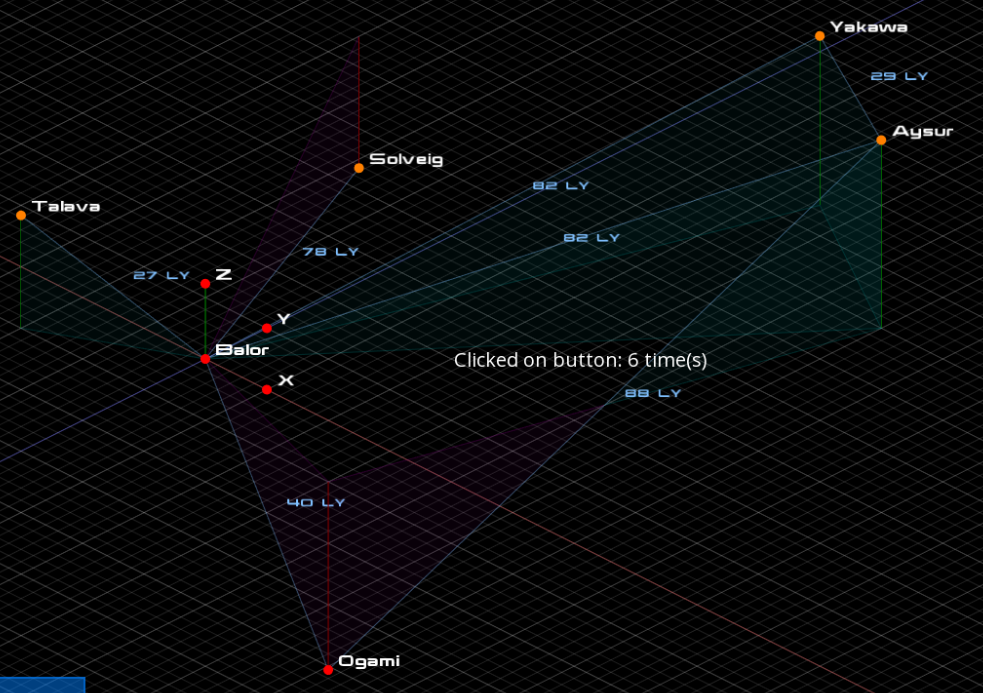 Yakawa
29 LY
Aysur
Solveig
82 LY
Talava
82 LY
78 LY
27 LY
Z
Y
Balor
Clicked on button: 6 time(s)
X
88 LY
40 LY
Ogami